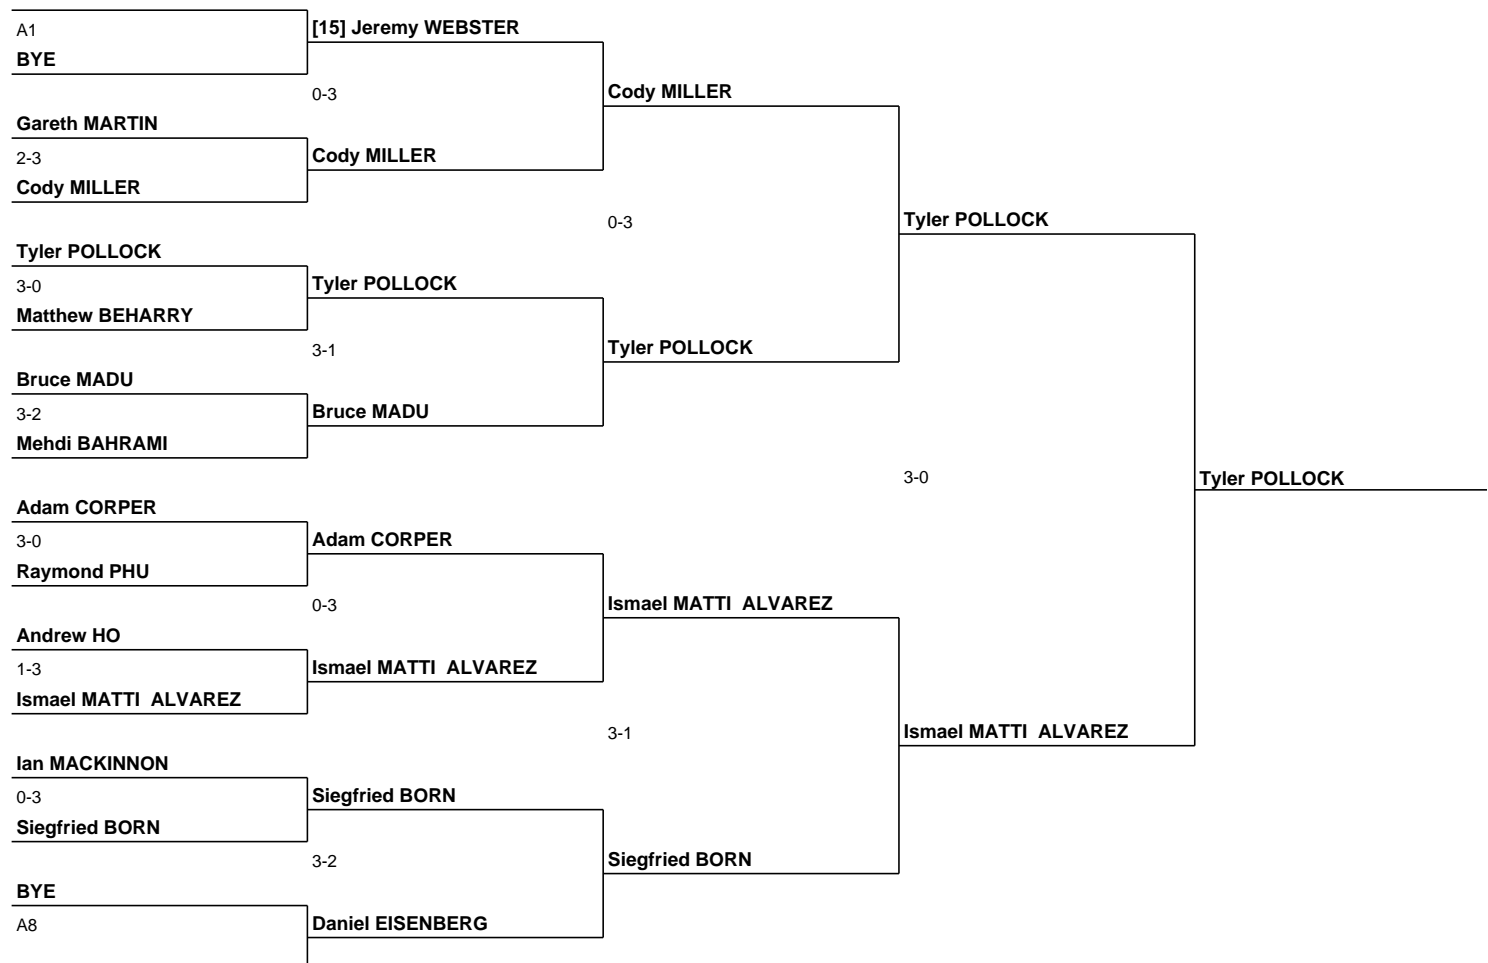 A1
BYE
[15] Jeremy WEBSTER
0-3
Cody MILLER
Gareth MARTIN
2-3
Cody MILLER
Cody MILLER
0-3
Tyler POLLOCK
Tyler POLLOCK
3-0
Matthew BEHARRY
Tyler POLLOCK
3-1
Tyler POLLOCK
Bruce MADU
3-2
Mehdi BAHRAMI
Bruce MADU
3-0
Tyler POLLOCK
Adam CORPER
3-0
Raymond PHU
Adam CORPER
0-3
Ismael MATTI  ALVAREZ
Andrew HO
1-3
Ismael MATTI  ALVAREZ
Ismael MATTI  ALVAREZ
3-1
Ismael MATTI  ALVAREZ
Ian MACKINNON
0-3
Siegfried BORN
Siegfried BORN
3-2
Siegfried BORN
BYE
A8
Daniel EISENBERG